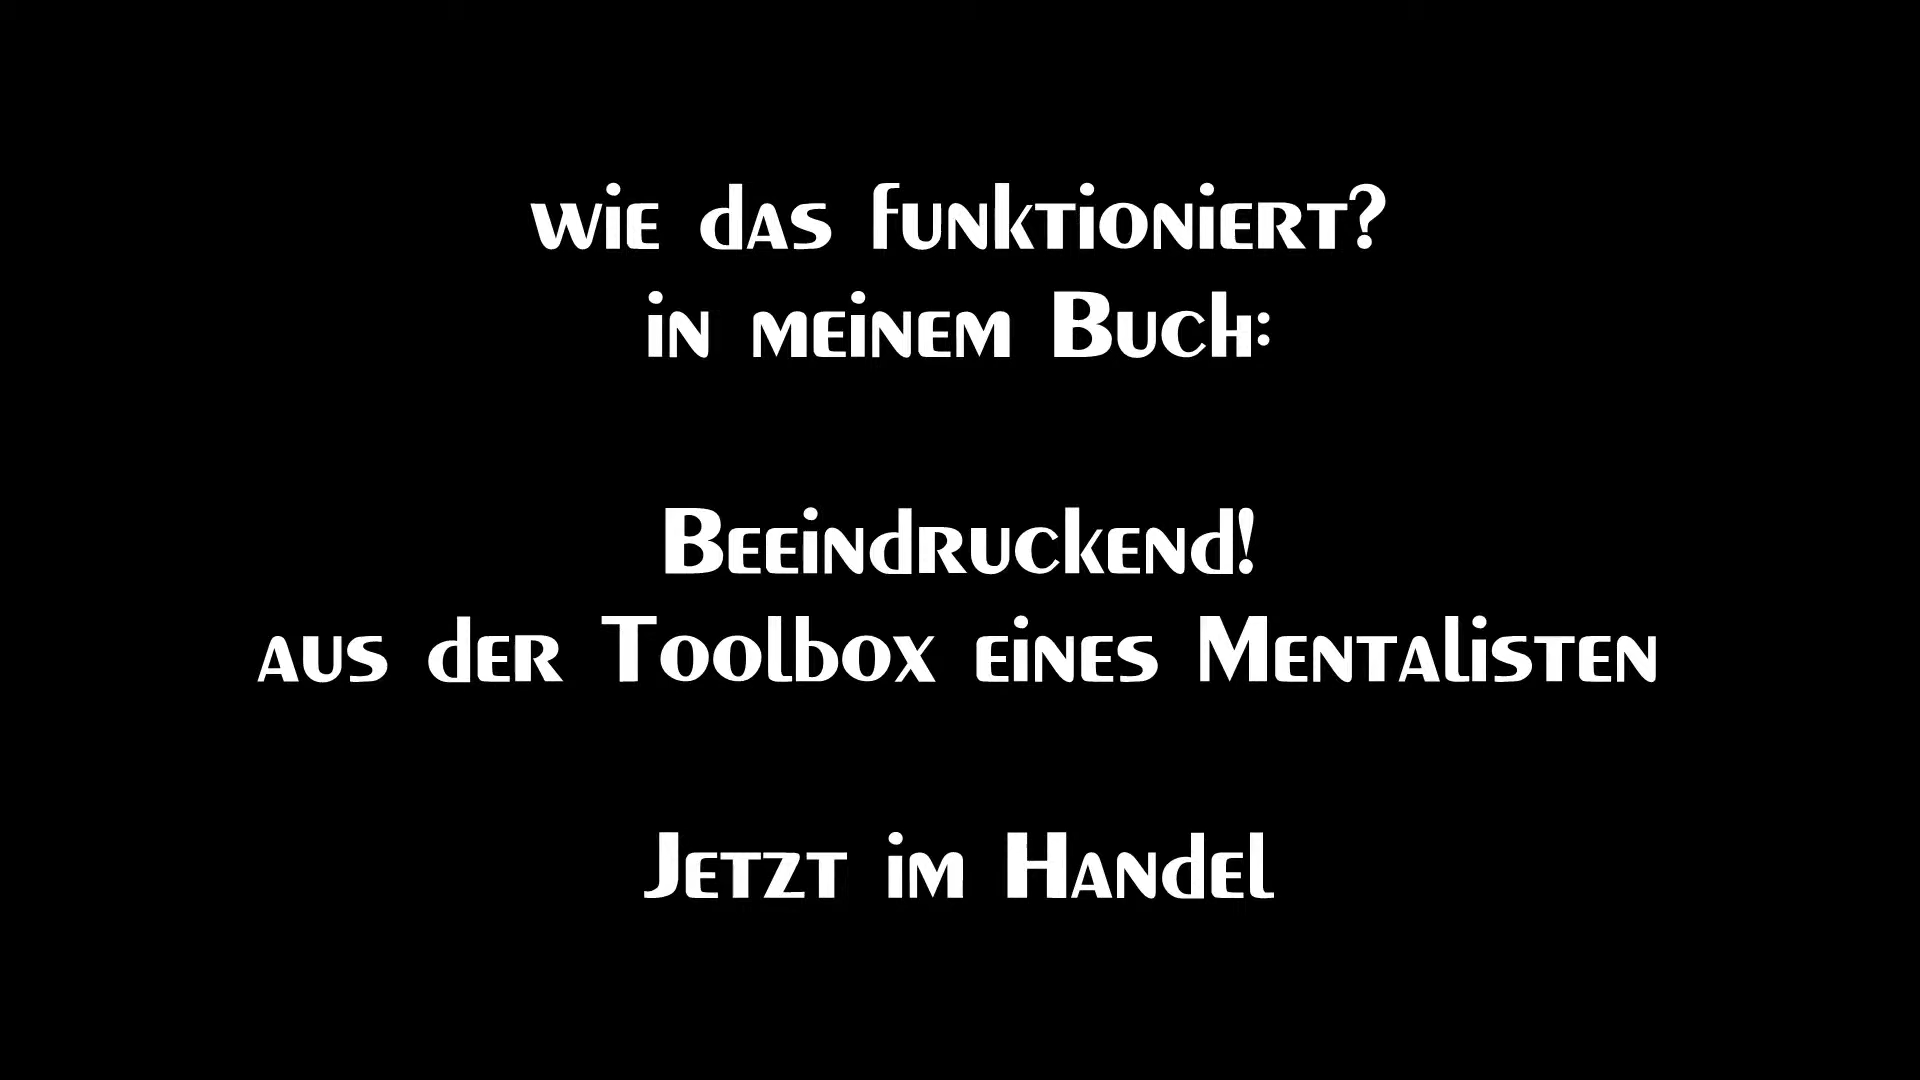 wie das funktioniert?
in meinem Buch:
Beeindruckend!
aus der Toolbox eines Mentalisten
Jetzt im Handel